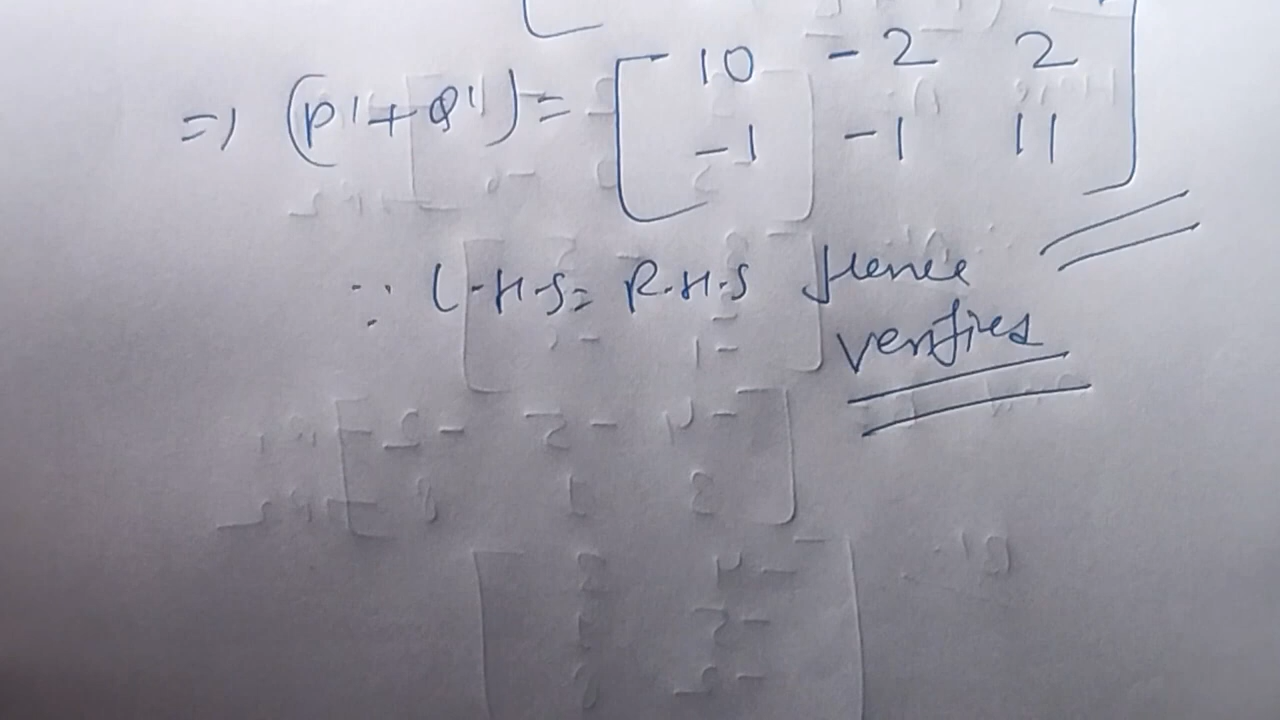 => (P' + Q') = [ 10 -2 2
-1 -1 11 ]
∵ L.H.S = R.H.S Hence
verifies